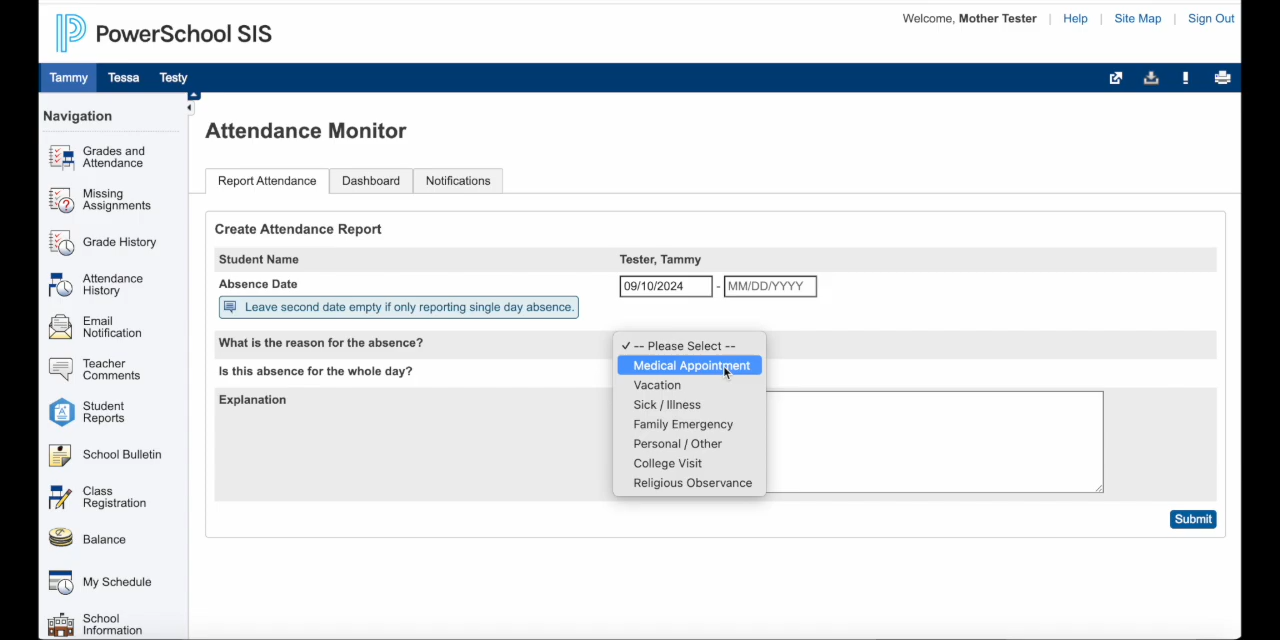 PowerSchool SIS
Welcome, Mother Tester | Help | Site Map | Sign Out
Tammy Tessa Testy
Navigation
Grades and
Attendance
Missing
Assignments
Grade History
Attendance
History
Email
Notification
Teacher
Comments
Student
Reports
School Bulletin
Class
Registration
Balance
My Schedule
School
Information
Attendance Monitor
Report Attendance Dashboard Notifications
Create Attendance Report
Student Name Tester, Tammy
Absence Date 09/10/2024 - MM/DD/YYYY
Leave second date empty if only reporting single day absence.
What is the reason for the absence?
Is this absence for the whole day?
Explanation
✓ -- Please Select --
Medical Appointment
Vacation
Sick / Illness
Family Emergency
Personal / Other
College Visit
Religious Observance
Submit